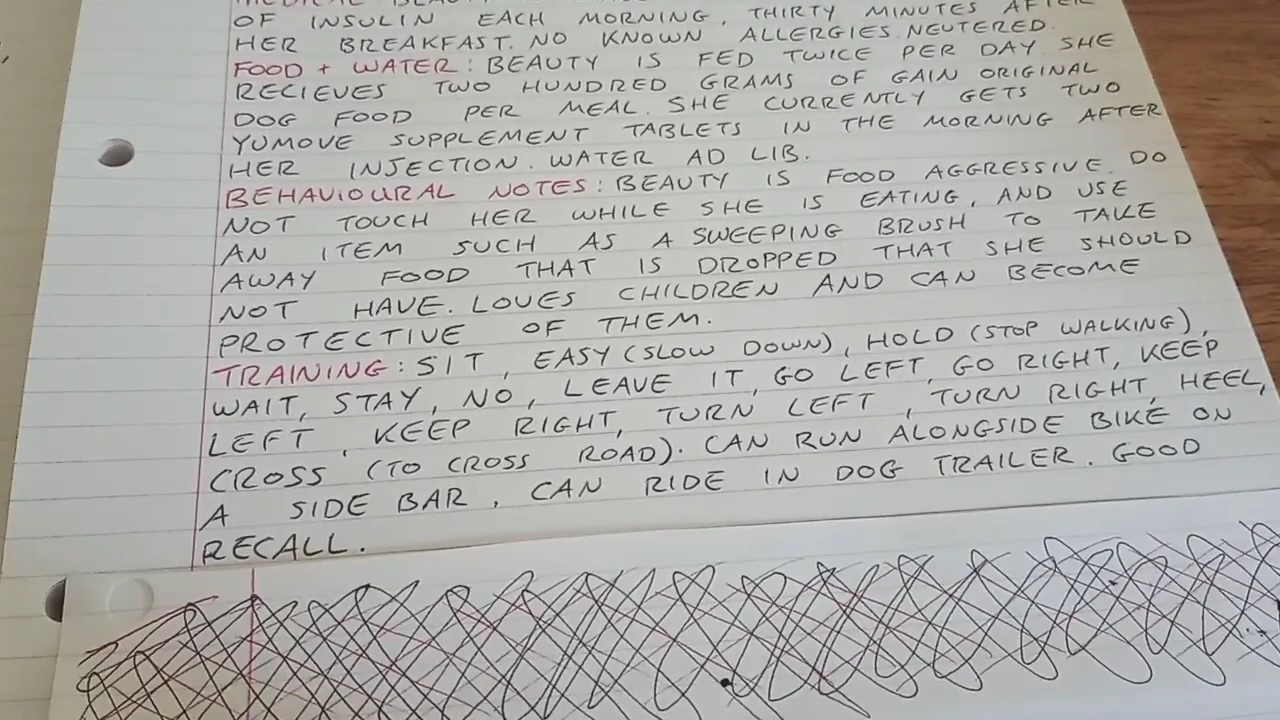 OF INSULIN EACH MORNING, THIRTY MINUTES AFTER
HER BREAKFAST. NO KNOWN ALLERGIES. NEUTERED.
FOOD + WATER: BEAUTY IS FED TWICE PER DAY SHE
RECIEVES TWO HUNDRED GRAMS OF GAIN ORIGINAL
DOG FOOD PER MEAL. SHE CURRENTLY GETS TWO
YUMOVE SUPPLEMENT TABLETS IN THE MORNING AFTER
HER INJECTION. WATER AD LIB.
BEHAVIOURAL NOTES: BEAUTY IS FOOD AGGRESSIVE. DO
NOT TOUCH HER WHILE SHE IS EATING, AND USE
AN ITEM SUCH AS A SWEEPING BRUSH TO TAKE
AWAY FOOD THAT IS DROPPED THAT SHE SHOULD
NOT HAVE. LOVES CHILDREN AND CAN BECOME
PROTECTIVE OF THEM.
TRAINING: SIT, EASY (SLOW DOWN), HOLD (STOP WALKING),
WAIT, STAY, NO, LEAVE IT, GO LEFT, GO RIGHT, KEEP
LEFT, KEEP RIGHT, TURN LEFT, TURN RIGHT, HEEL,
CROSS (TO CROSS ROAD). CAN RUN ALONGSIDE BIKE ON
A SIDE BAR, CAN RIDE IN DOG TRAILER. GOOD
RECALL.